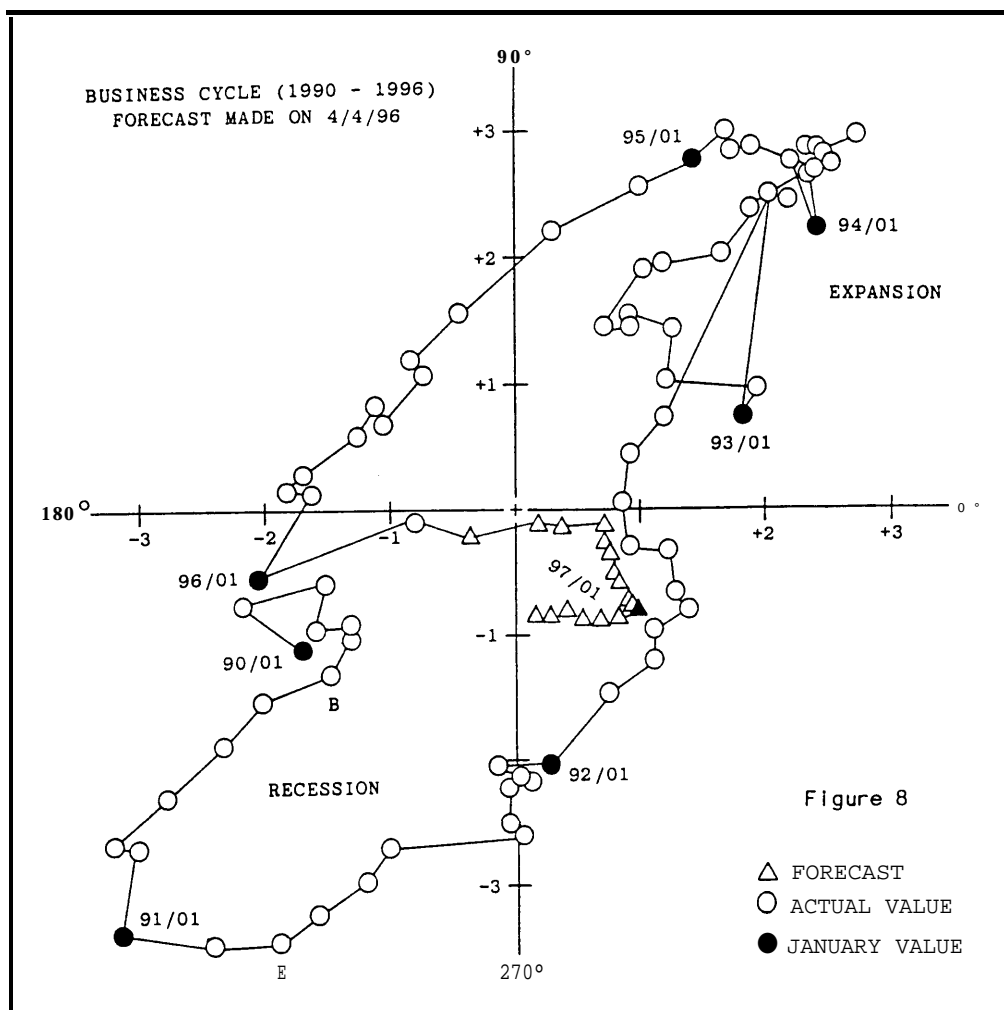 90°
BUSINESS CYCLE (1990 - 1996)
FORECAST MADE ON 4/4/96
+3
95/01
94/01
+2
EXPANSION
+1
93/01
180° -3 -2 -1 + +2 +3 0°
96/01
97/01
-1
90/01
B
92/01
RECESSION
Figure 8
-3
FORECAST
ACTUAL VALUE
91/01
JANUARY VALUE
E
270°